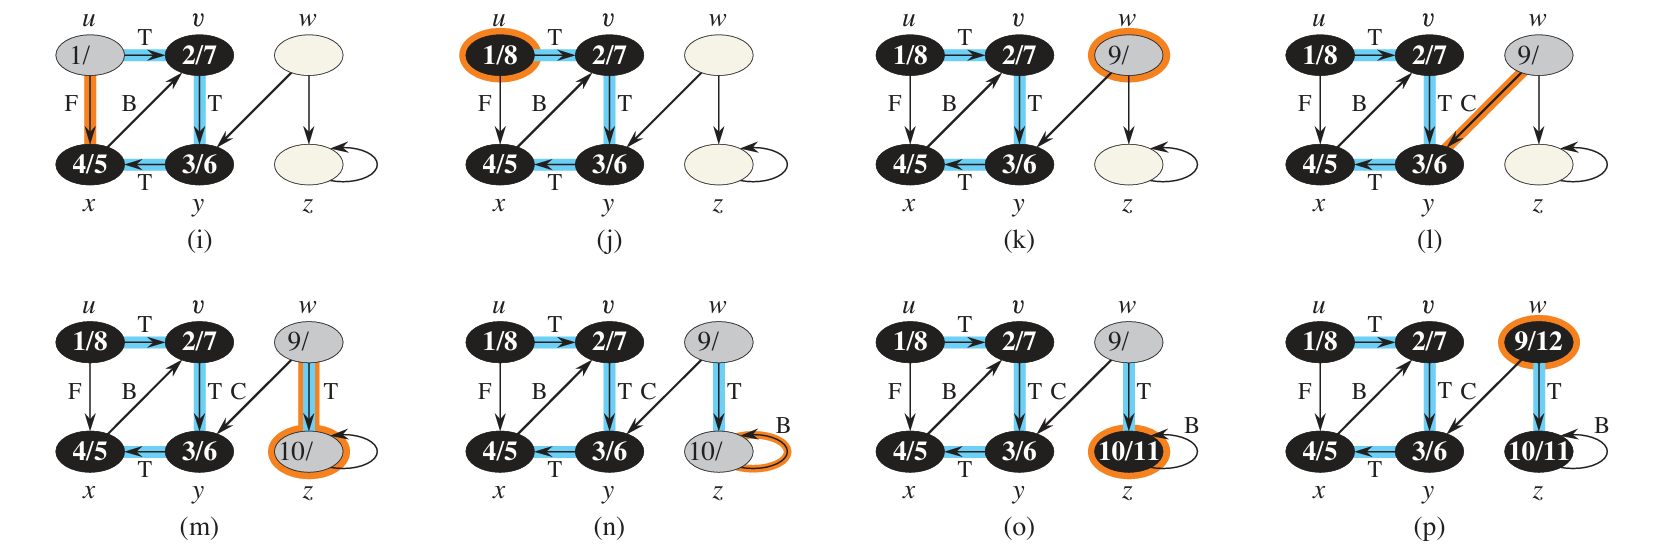 u v w u v w u v w u v w
T T T T
1/ 2/7 1/8 2/7 1/8 2/7 9/ 1/8 2/7 9/
F B T F B T F B T F B T C
4/5 3/6 4/5 3/6 4/5 3/6 4/5 3/6
T T T T
x y z x y z x y z x y z
(i) (j) (k) (l)
u v w u v w u v w u v w
T T T T
1/8 2/7 9/ 1/8 2/7 9/ 1/8 2/7 9/ 1/8 2/7 9/12
F B T C T F B T C T F B T C T F B T C T
B B B
4/5 3/6 10/ 4/5 3/6 10/ 4/5 3/6 10/11 4/5 3/6 10/11
T T T T
x y z x y z x y z x y z
(m) (n) (o) (p)